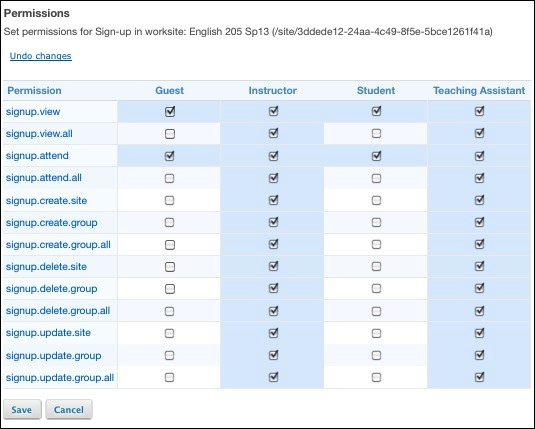 Permissions
Set permissions for Sign-up in worksite: English 205 Sp13 (/site/3ddede12-24aa-4c49-8f5e-5bce1261f41a)
Undo changes
Permission Guest Instructor Student Teaching Assistant
signup.view
signup.view.all
signup.attend
signup.attend.all
signup.create.site
signup.create.group
signup.create.group.all
signup.delete.site
signup.delete.group
signup.delete.group.all
signup.update.site
signup.update.group
signup.update.group.all
Save Cancel